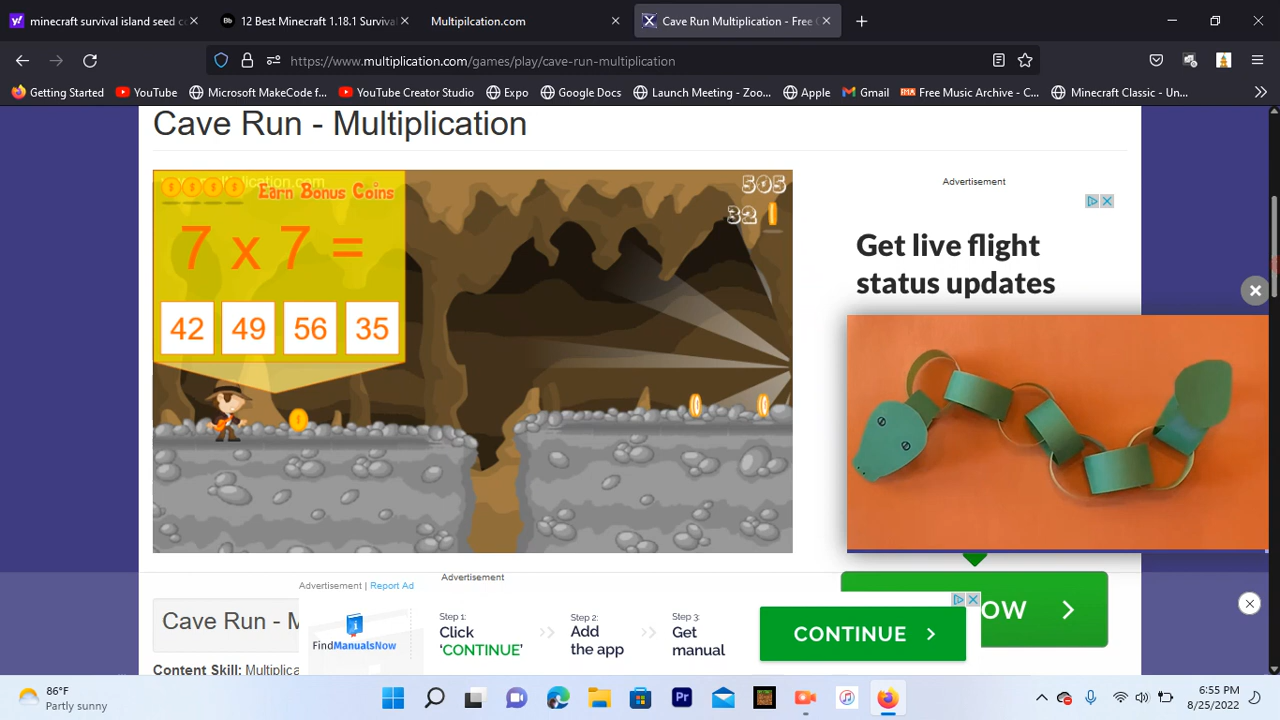 minecraft survival island seed c
12 Best Minecraft 1.18.1 Survival
Multipilcation.com
Cave Run Multiplication - Free
https://www.multiplication.com/games/play/cave-run-multiplication
Getting Started
YouTube
Microsoft MakeCode f...
YouTube Creator Studio
Expo
Google Docs
Launch Meeting - Zoo...
Apple
Gmail
Free Music Archive - C...
Minecraft Classic - Un...
Cave Run - Multiplication
Earn Bonus Coins
7 x 7 =
42 49 56 35
505
32
Advertisement
Get live flight
status updates
OW
Advertisement | Report Ad
Advertisement
FindManualsNow
Step 1:
Click
'CONTINUE'
Step 2:
Add
the app
Step 3:
Get
manual
CONTINUE
Cave Run - M
Content Skill: Multiplica
86°F
Partly sunny
6:55 PM
8/25/2022